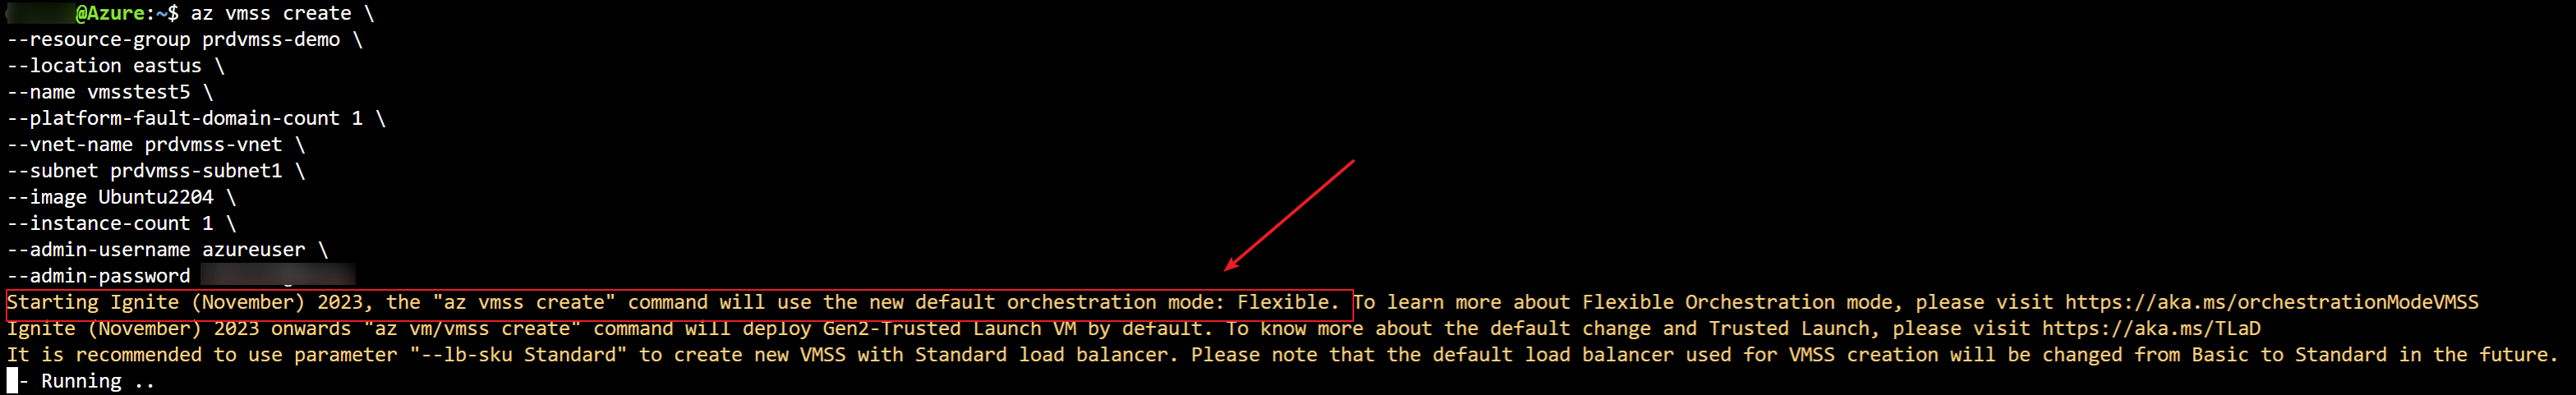 @Azure:~$ az vmss create \
--resource-group prdvmss-demo \
--location eastus \
--name vmsstest5 \
--platform-fault-domain-count 1 \
--vnet-name prdvmss-vnet \
--subnet prdvmss-subnet1 \
--image Ubuntu2204 \
--instance-count 1 \
--admin-username azureuser \
--admin-password
Starting Ignite (November) 2023, the "az vmss create" command will use the new default orchestration mode: Flexible. To learn more about Flexible Orchestration mode, please visit https://aka.ms/orchestrationModeVMSS
Ignite (November) 2023 onwards "az vm/vmss create" command will deploy Gen2-Trusted Launch VM by default. To know more about the default change and Trusted Launch, please visit https://aka.ms/TLaD
It is recommended to use parameter "--lb-sku Standard" to create new VMSS with Standard load balancer. Please note that the default load balancer used for VMSS creation will be changed from Basic to Standard in the future.
- Running ..